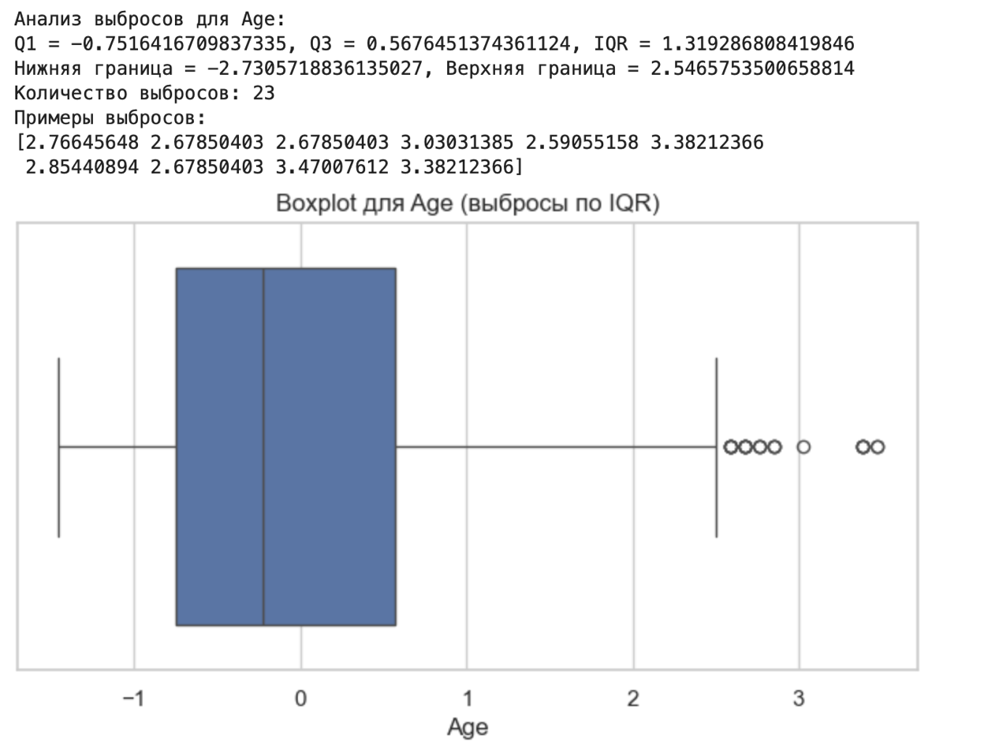 Анализ выбросов для Age:
Q1 = -0.7516416709837335, Q3 = 0.5676451374361124, IQR = 1.319286808419846
Нижняя граница = -2.7305718836135027, Верхняя граница = 2.5465753500658814
Количество выбросов: 23
Примеры выбросов:
[2.76645648 2.67850403 2.67850403 3.03031385 2.59055158 3.38212366
2.85440894 2.67850403 3.47007612 3.38212366]
Boxplot для Age (выбросы по IQR)
−1 0 1 2 3
Age